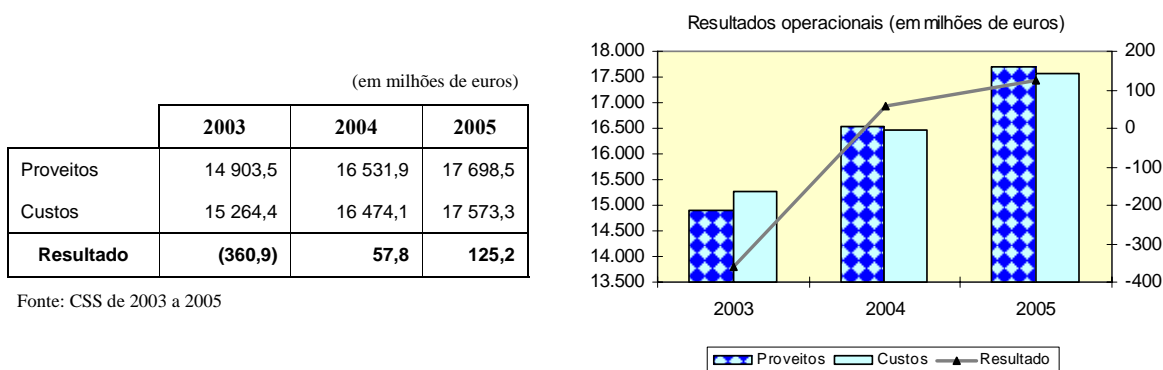 (em milhões de euros)
2003 2004 2005
Proveitos 14 903,5 16 531,9 17 698,5
Custos 15 264,4 16 474,1 17 573,3
Resultado (360,9) 57,8 125,2
Fonte: CSS de 2003 a 2005
Resultados operacionais (em milhões de euros)
18.000 200
17.500 100
17.000
16.500 0
16.000 -100
15.500
15.000 -200
14.500
14.000 -300
13.500 -400
2003 2004 2005
Proveitos Custos Resultado